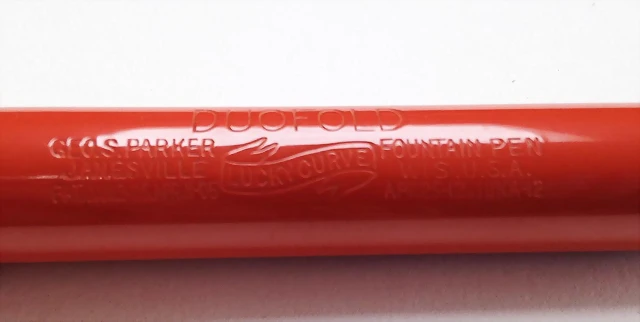 DUOFOLD
GEO.S.PARKER LUCKY CURVE FOUNTAIN PEN
JANESVILLE WIS. U.S.A.